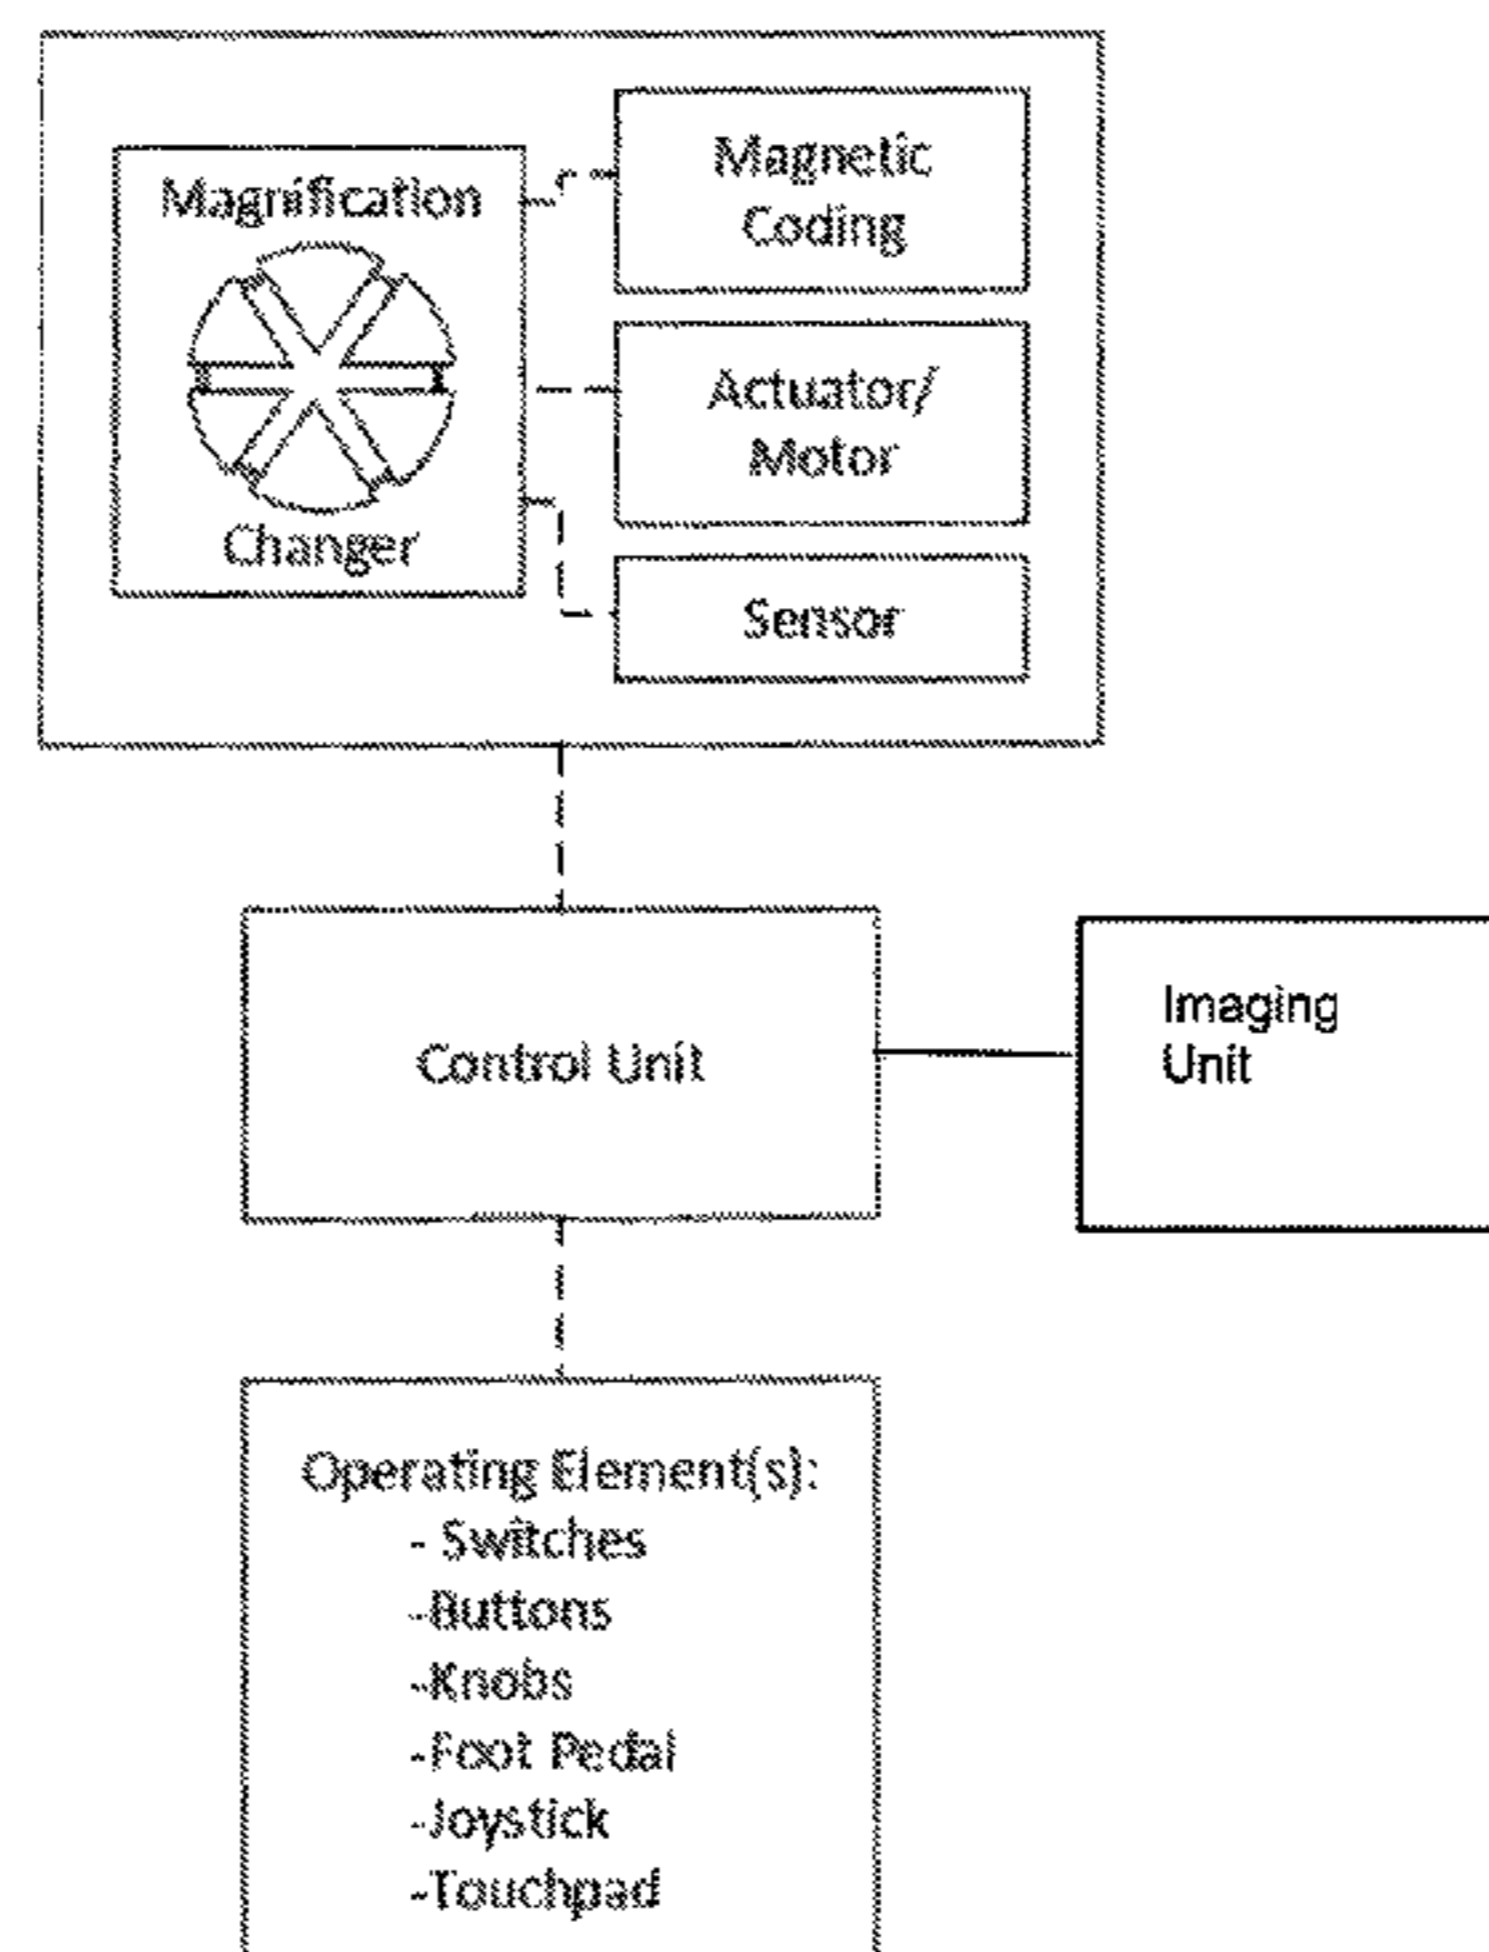 Magnification
Changer
Magnetic
Coding
Actuator/
Motor
Sensor
Control Unit
Imaging
Unit
Operating Element(s):
- Switches
-Buttons
-Knobs
-Foot Pedal
-Joystick
-Touchpad